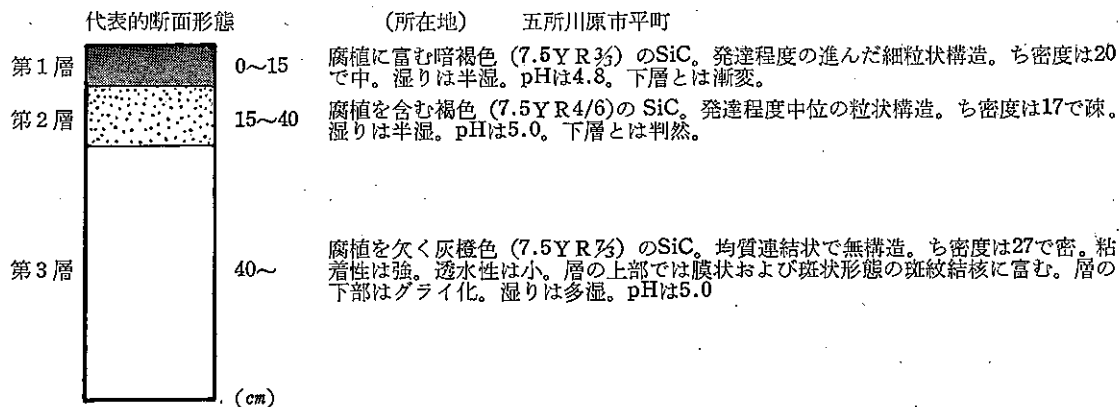 代表的断面形態 (所在地) 五所川原市平町
第1層 0～15 腐植に富む暗褐色 (7.5YR3/3) のSiC。発達程度の進んだ細粒状構造。ち密度は20
で中。湿りは半湿。pHは4.8。下層とは漸変。
第2層 15～40 腐植を含む褐色 (7.5YR4/6)の SiC。発達程度中位の粒状構造。ち密度は17で疎。
湿りは半湿。pHは5.0。下層とは判然。
第3層 40～ 腐植を欠く灰橙色 (7.5YR7/3) のSiC。均質連結状で無構造。ち密度は27で密。粘
着性は強。透水性は小。層の上部では膜状および斑状形態の斑紋結核に富む。層の
下部はグライ化。湿りは多湿。pHは5.0
(cm)